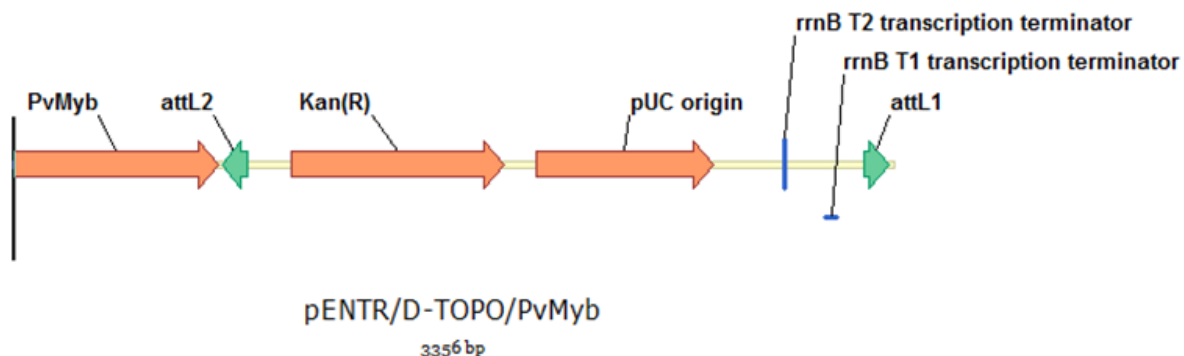 rrnB T2 transcription terminator
rrnB T1 transcription terminator
PvMyb attL2 Kan(R) pUC origin attL1
pENTR/D-TOPO/PvMyb
3356 bp